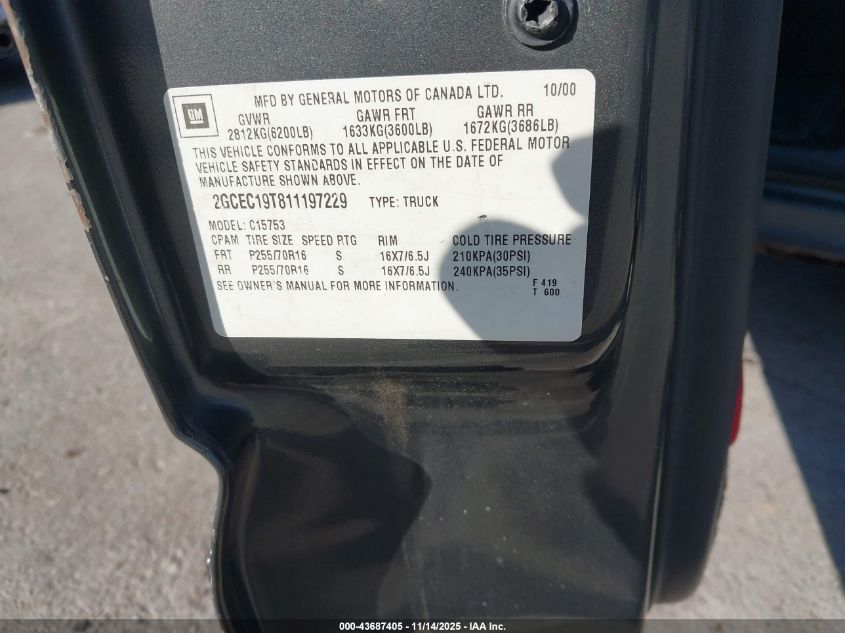 GM
MFD BY GENERAL MOTORS OF CANADA LTD. 10/00
GVWR GAWR FRT GAWR RR
2812KG(6200LB) 1633KG(3600LB) 1672KG(3686LB)
THIS VEHICLE CONFORMS TO ALL APPLICABLE U.S. FEDERAL MOTOR
VEHICLE SAFETY STANDARDS IN EFFECT ON THE DATE OF
MANUFACTURE SHOWN ABOVE.
2GCEC19T811197229 TYPE: TRUCK
MODEL: C15753
CPAM TIRE SIZE SPEED RTG RIM COLD TIRE PRESSURE
FRT P255/70R16 S 16X7/6.5J 210KPA(30PSI)
RR P255/70R16 S 16X7/6.5J 240KPA(35PSI)
SEE OWNER'S MANUAL FOR MORE INFORMATION.
F 419
T 600
000-43687405 - 11/14/2025 - IAA Inc.